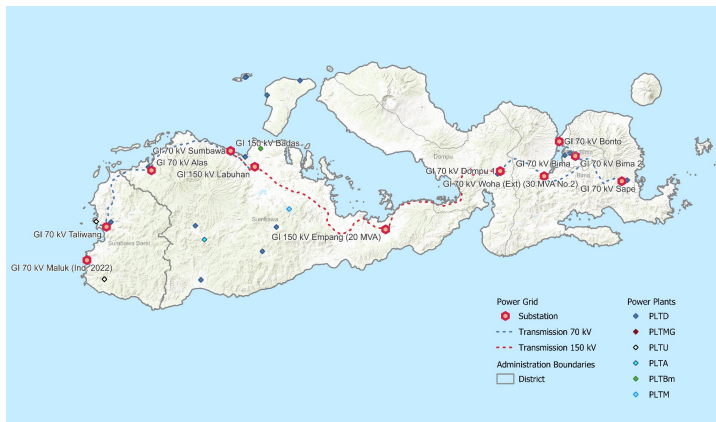 GI 150 kV Badas
GI 70 kV Sumbawa
GI 70 kV Alas
GI 150 kV Labuhan
GI 70 kV Taliwang
Sumbawa Barat
GI 70 kV Maluk (Ind 2022)
Sumbawa
GI 150 kV Empang (20 MVA)
Dompu
GI 70 kV Bonto
GI 70 kV Dompu
GI 70 kV Bima
GI 70 kV Bima 2
Bima
GI 70 kV Woha (Ext) (30 MVA No.2)
GI 70 kV Sape
Power Grid
Substation
Transmission 70 kV
Transmission 150 kV
Administration Boundaries
District
Power Plants
PLTD
PLTMG
PLTU
PLTA
PLTBm
PLTM